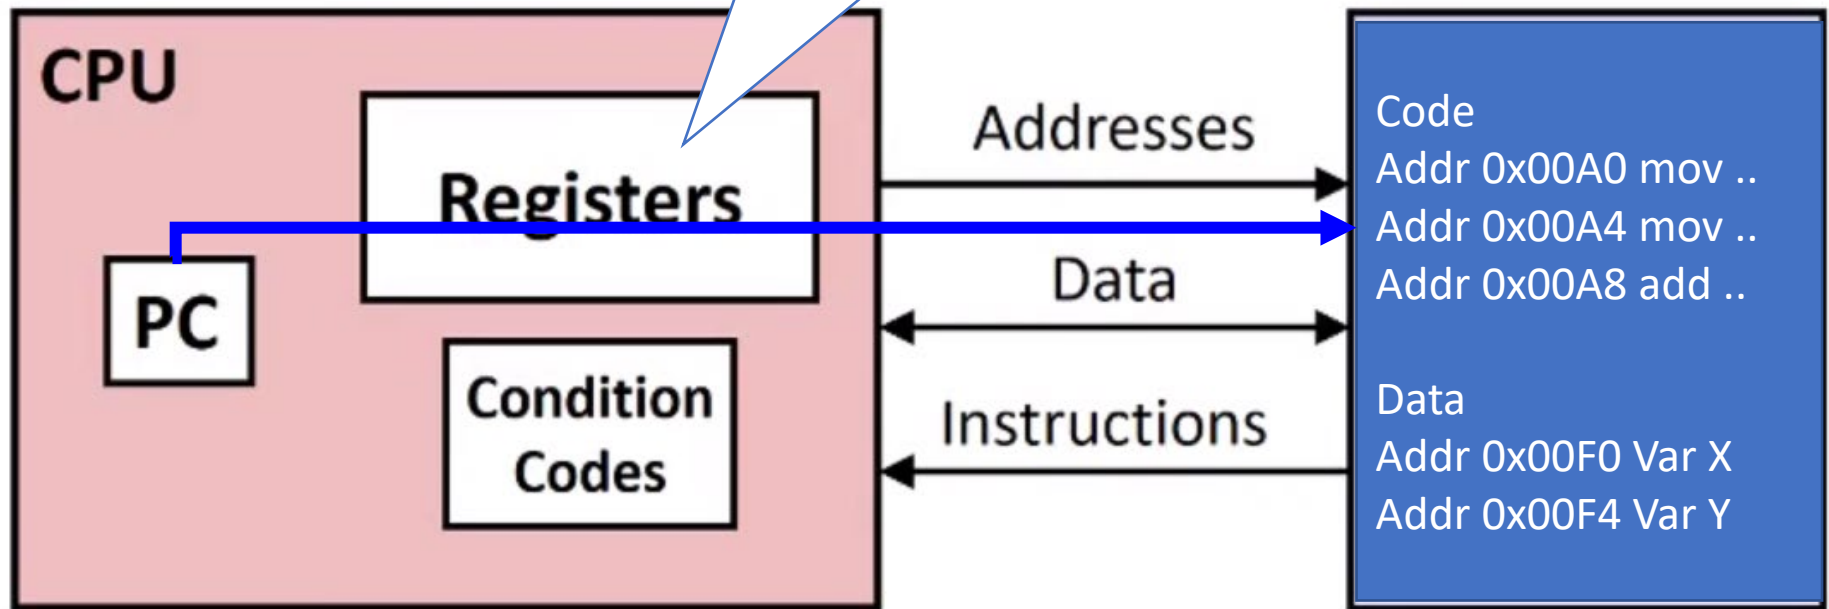 CPU
Registers
PC
Condition
Codes
Addresses
Data
Instructions
Code
Addr 0x00A0 mov ..
Addr 0x00A4 mov ..
Addr 0x00A8 add ..
Data
Addr 0x00F0 Var X
Addr 0x00F4 Var Y